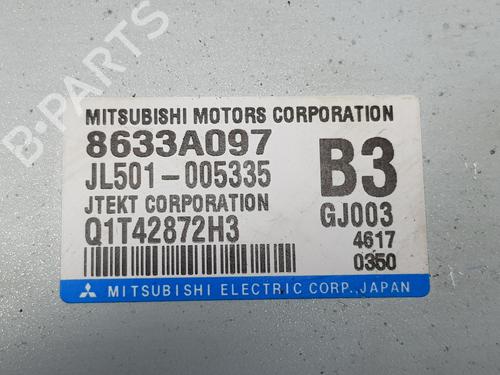 B-PARTS
MITSUBISHI MOTORS CORPORATION
8633A097
B3
JL501-005335
JTEKT CORPORATION
GJ003
Q1T42872H3
4617
0350
MITSUBISHI ELECTRIC CORP., JAPAN